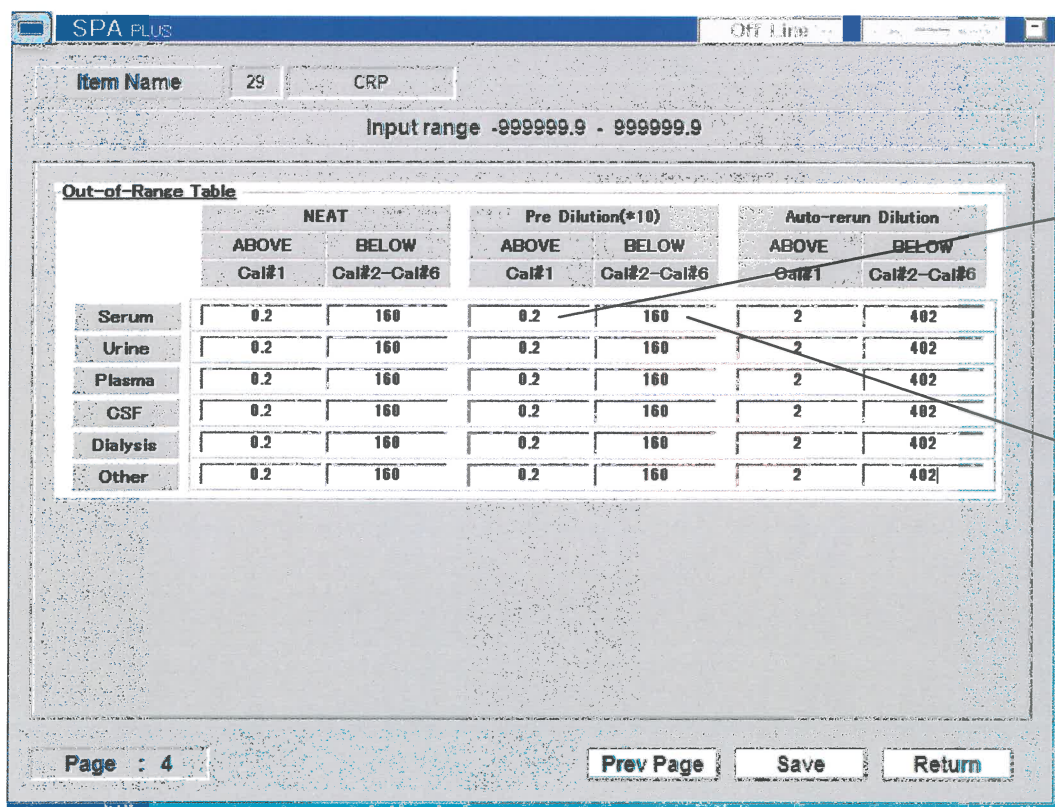 SPA PLUS Off Line
Item Name 29 CRP
Input range -999999.9 - 999999.9
Out-of-Range Table
NEAT Pre Dilution(*10) Auto-rerun Dilution
ABOVE BELOW ABOVE BELOW ABOVE BELOW
Cal#1 Cal#2-Cal#6 Cal#1 Cal#2-Cal#6 Cal#1 Cal#2-Cal#6
Serum 0.2 160 0.2 160 2 402
Urine 0.2 160 0.2 160 2 402
Plasma 0.2 160 0.2 160 2 402
CSF 0.2 160 0.2 160 2 402
Dialysis 0.2 160 0.2 160 2 402
Other 0.2 160 0.2 160 2 402
Page : 4 Prev Page Save Return